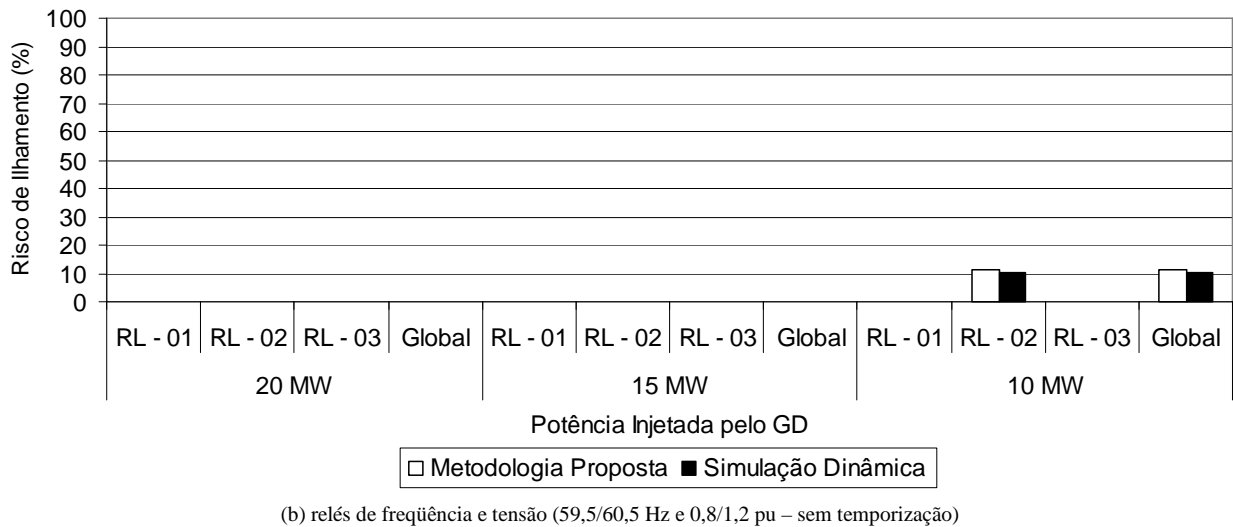 Risco de Ilhamento (%)
100
90
80
70
60
50
40
30
20
10
0
RL - 01 RL - 02 RL - 03 Global RL - 01 RL - 02 RL - 03 Global RL - 01 RL - 02 RL - 03 Global
20 MW 15 MW 10 MW
Potência Injetada pelo GD
Metodologia Proposta Simulação Dinâmica
(b) relés de freqüência e tensão (59,5/60,5 Hz e 0,8/1,2 pu – sem temporização)